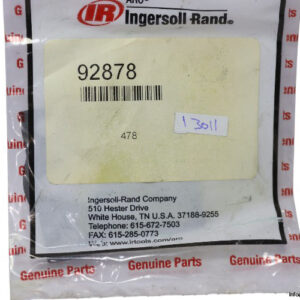 ARO
IR Ingersoll-Rand®
92878
478
1 3011
Ingersoll-Rand Company
510 Hester Drive
White House, TN U.S.A. 37188-9255
Telephone: 615-672-7503
FAX: 615-285-0773
Genuine Parts Genuine Parts Genuine Parts